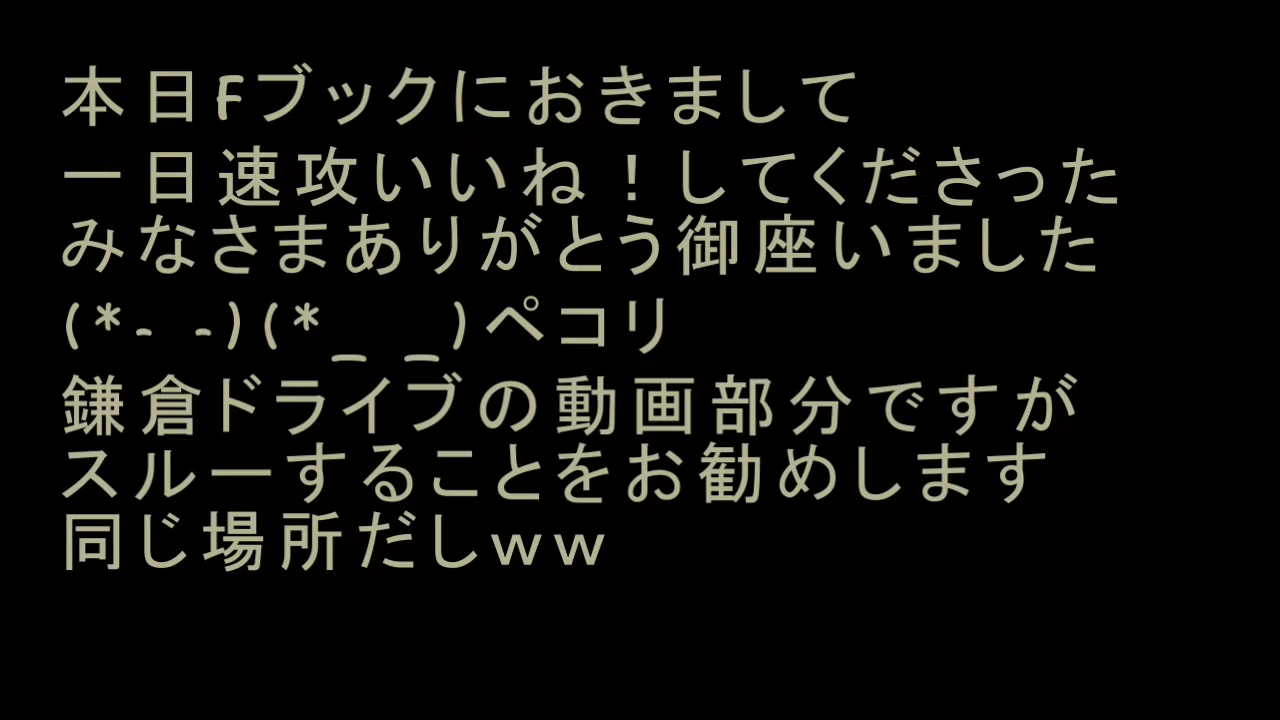 本日Fブックにおきまして
一日速攻いいね！してくださった
みなさまありがとう御座いました
(*- -)(*_ _)ペコリ
鎌倉ドライブの動画部分ですが
スルーすることをお勧めします
同じ場所だしｗｗ